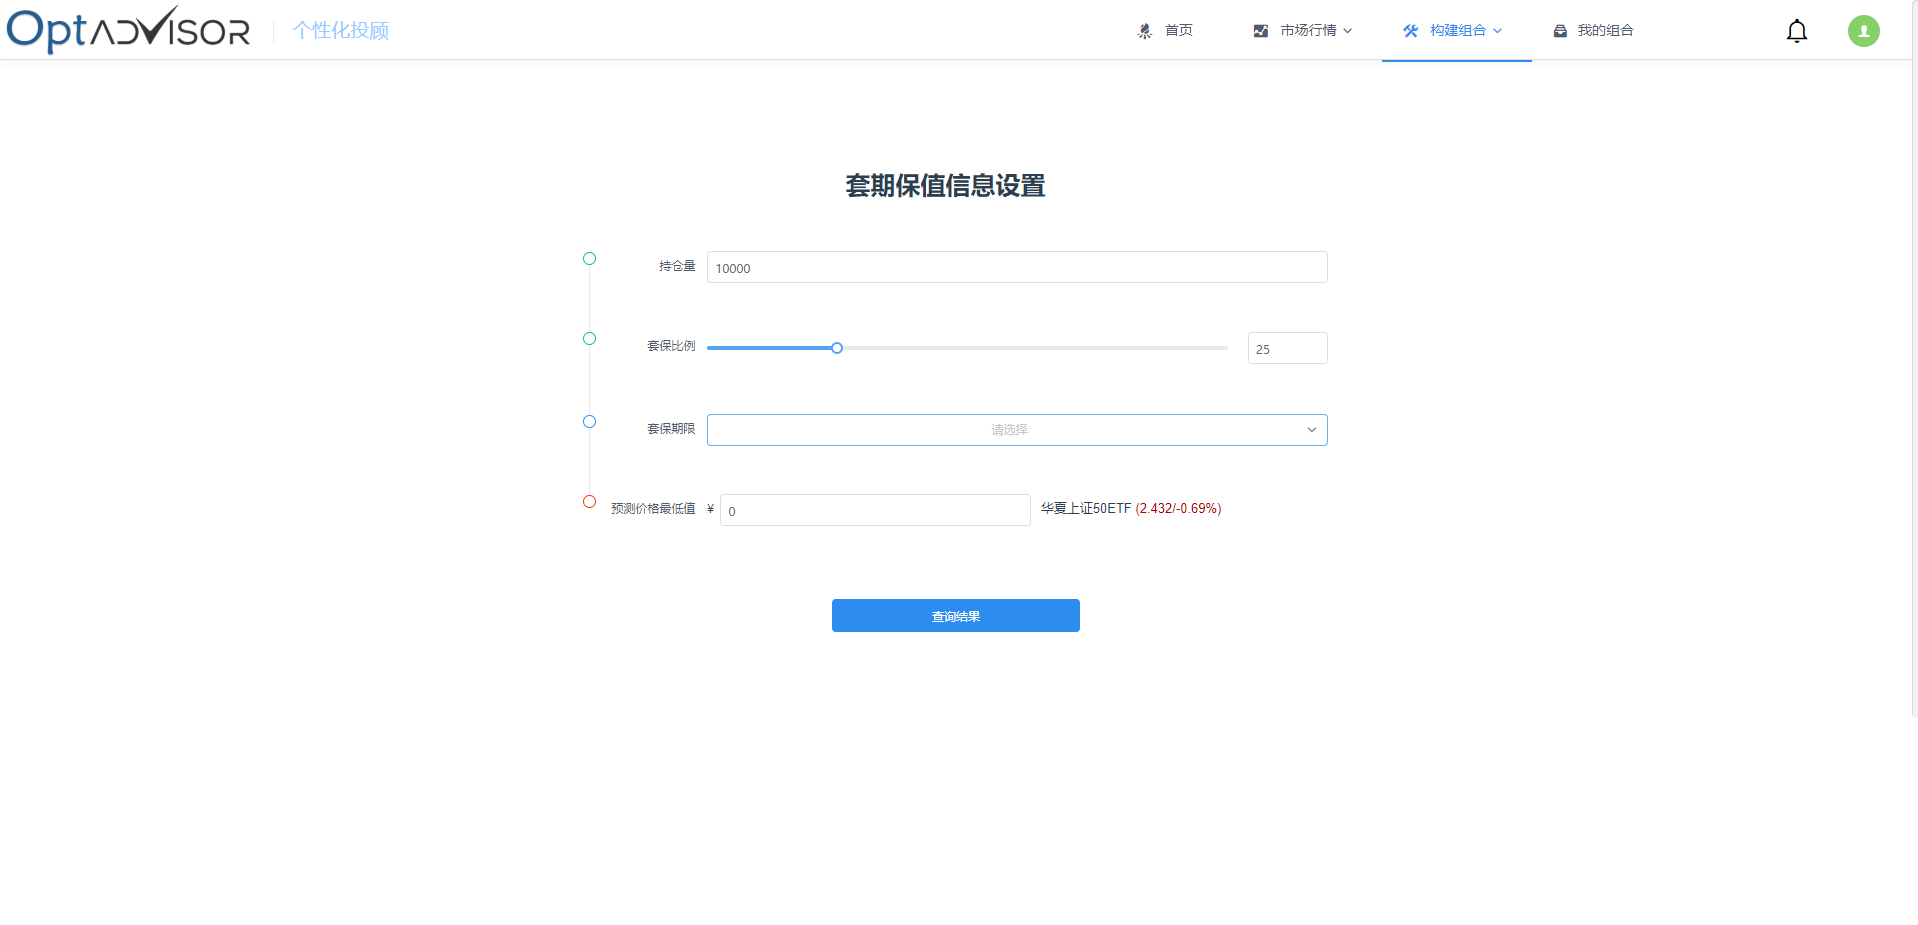 OptADVISOR
个性化投顾
首页
市场行情
构建组合
我的组合
套期保值信息设置
持仓量
10000
套保比例
25
套保期限
请选择
预测价格最低值 ¥ 0 华夏上证50ETF (2.432/-0.69%)
查询结果